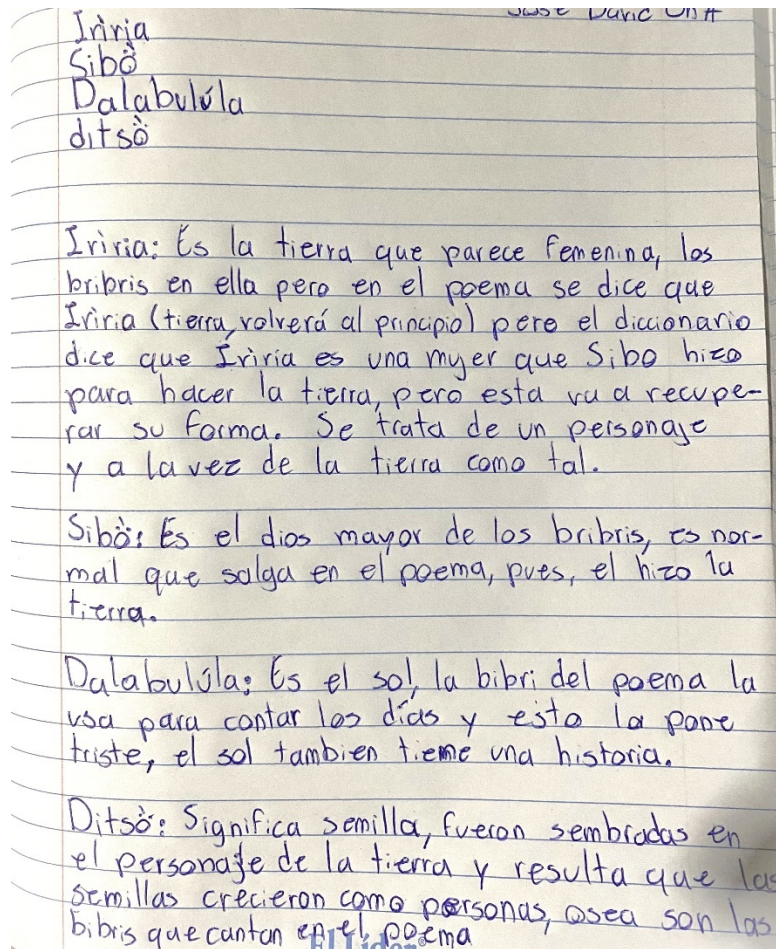 Iriria
Sibö̀
Dalabulúla
ditsö̀
Iriria: Es la tierra que parece femenina, los
bribris en ella pero en el poema se dice que
Iriria (tierra, volverá al principio) pero el diccionario
dice que Iriria es una myer que Sibo hizo
para hacer la tierra, pero esta va a recupe-
rar su forma. Se trata de un personaje
y a la vez de la tierra como tal.
Sibö̀: Es el dios mayor de los bribris, es nor-
mal que salga en el poema, pues, el hizo la
tierra.
Dalabulúla: Es el sol, la bibri del poema la
usa para contar los días y esto la pone
triste, el sol tambien tieme una historia.
Ditsö̀: Significa semilla, fueron sembradas en
el personaje de la tierra y resulta que las
semillas crecieron como personas, osea son las
bibris que cantan en el poema